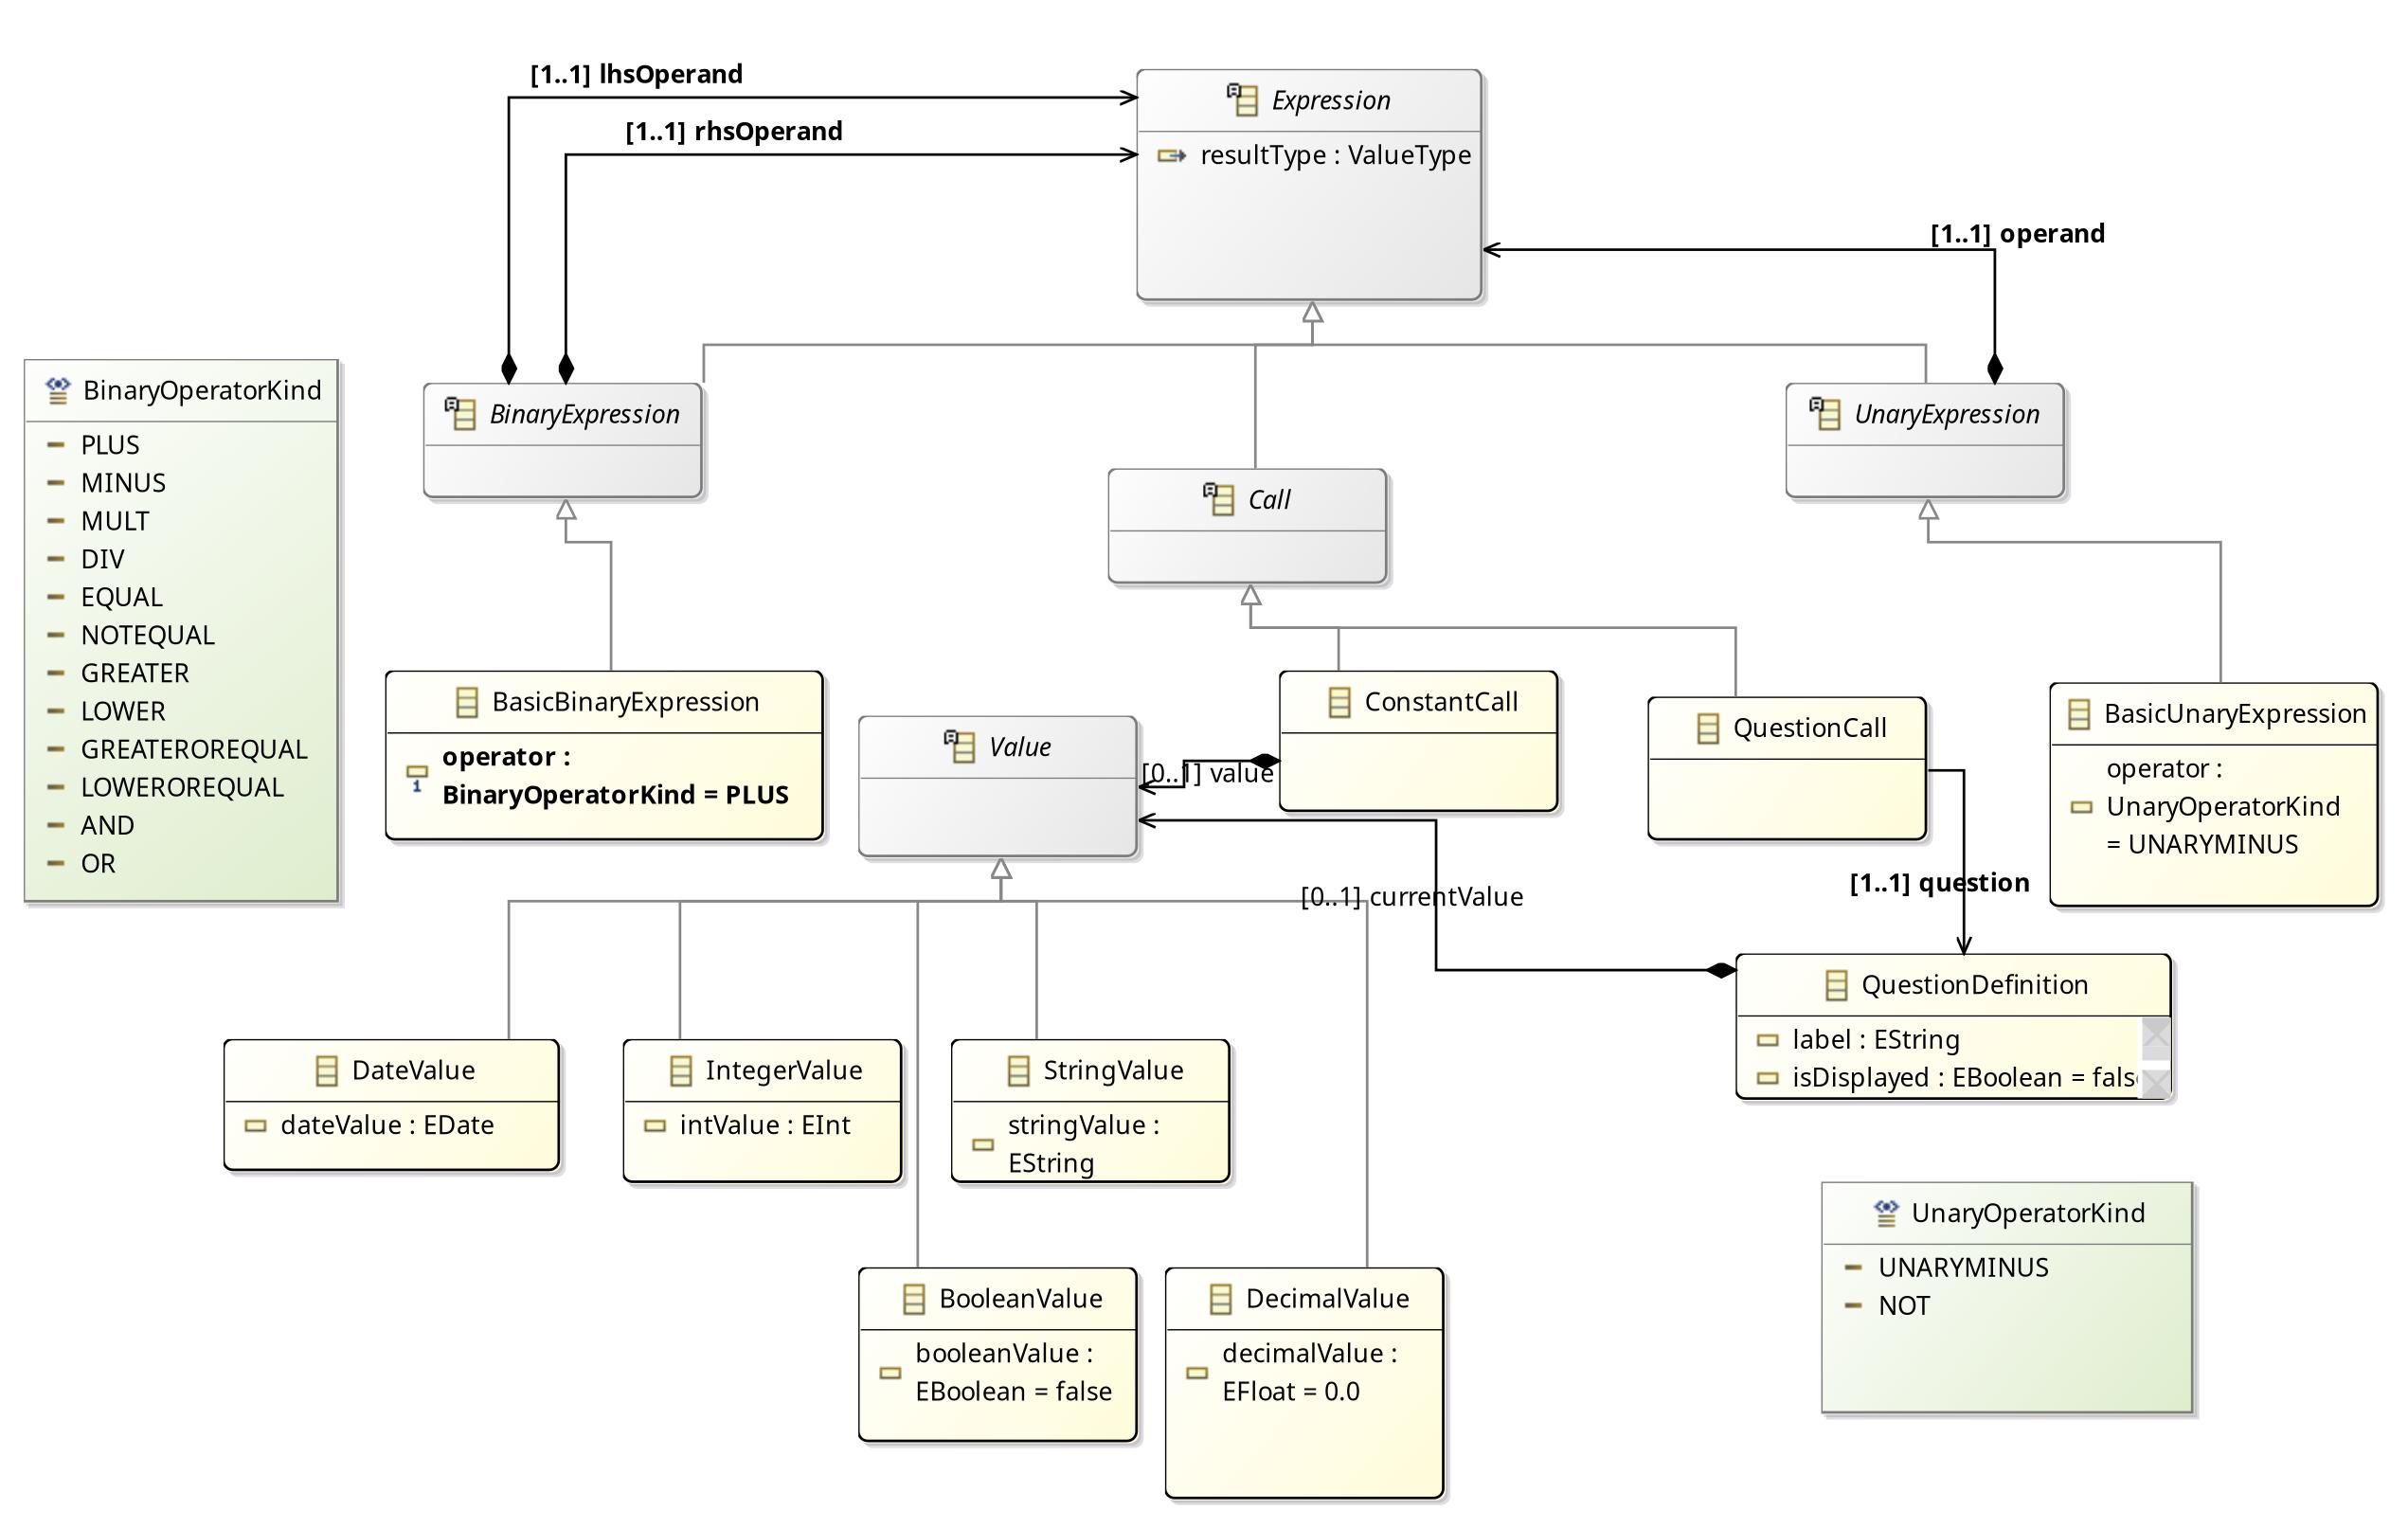 [1..1] lhsOperand
[1..1] rhsOperand
Expression
resultType : ValueType
[1..1] operand
BinaryOperatorKind
PLUS
MINUS
MULT
DIV
EQUAL
NOTEQUAL
GREATER
LOWER
GREATEROREQUAL
LOWEROREQUAL
AND
OR
BinaryExpression
Call
UnaryExpression
BasicBinaryExpression
operator :
BinaryOperatorKind = PLUS
Value
[0..1] value
ConstantCall
QuestionCall
BasicUnaryExpression
operator :
UnaryOperatorKind
= UNARYMINUS
[1..1] question
[0..1] currentValue
QuestionDefinition
label : EString
isDisplayed : EBoolean =
DateValue
dateValue : EDate
IntegerValue
intValue : EInt
StringValue
stringValue :
EString
BooleanValue
booleanValue :
EBoolean = false
DecimalValue
decimalValue :
EFloat = 0.0
UnaryOperatorKind
UNARYMINUS
NOT